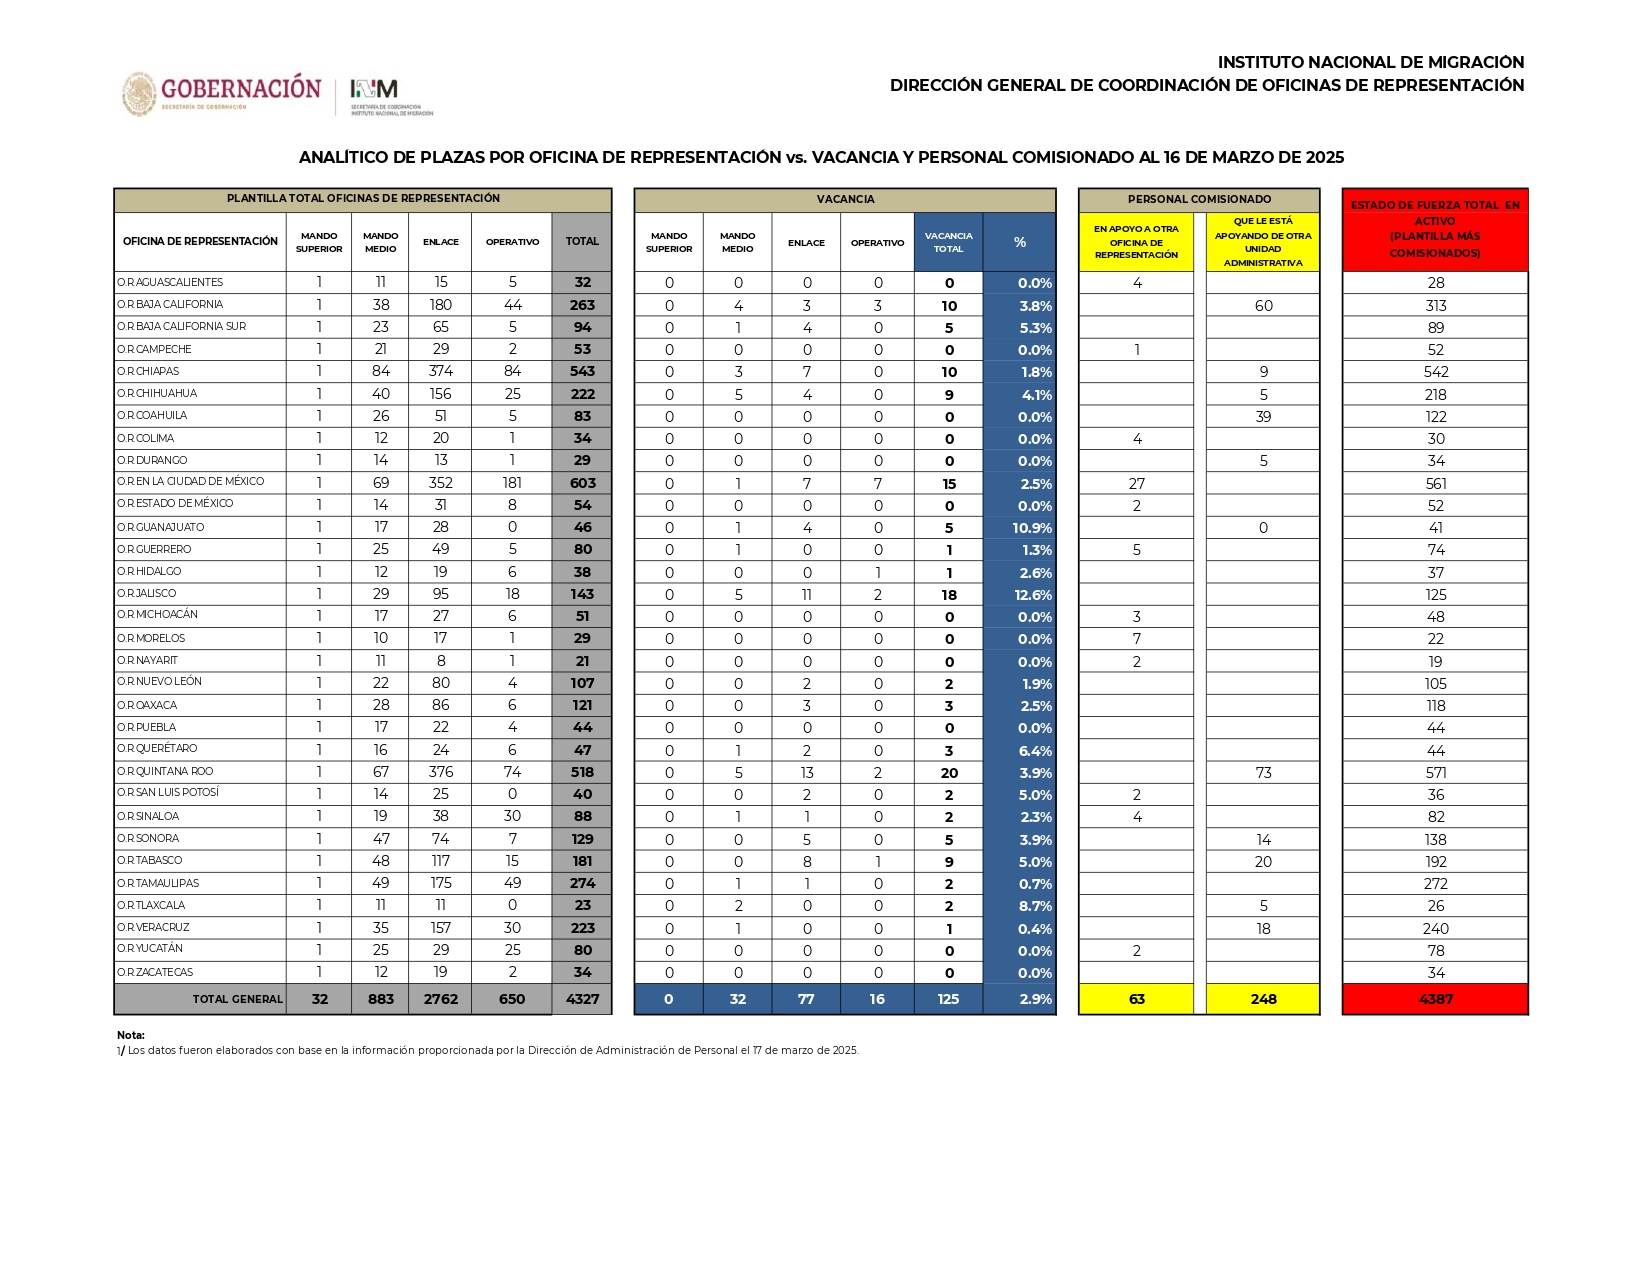 INSTITUTO NACIONAL DE MIGRACIÓN
DIRECCIÓN GENERAL DE COORDINACIÓN DE OFICINAS DE REPRESENTACIÓN
GOBERNACIÓN
SECRETARÍA DE GOBERNACIÓN
INM
SECRETARÍA DE GOBERNACIÓN
INSTITUTO NACIONAL DE MIGRACIÓN
ANALÍTICO DE PLAZAS POR OFICINA DE REPRESENTACIÓN vs. VACANCIA Y PERSONAL COMISIONADO AL 16 DE MARZO DE 2025
PLANTILLA TOTAL OFICINAS DE REPRESENTACIÓN VACANCIA PERSONAL COMISIONADO ESTADO DE FUERZA TOTAL EN ACTIVO (PLANTILLA MÁS COMISIONADOS)
OFICINA DE REPRESENTACIÓN MANDO SUPERIOR MANDO MEDIO ENLACE OPERATIVO TOTAL MANDO SUPERIOR MANDO MEDIO ENLACE OPERATIVO VACANCIA TOTAL % EN APOYO A OTRA OFICINA DE REPRESENTACIÓN QUE LE ESTÁ APOYANDO DE OTRA UNIDAD ADMINISTRATIVA
O.R.AGUASCALIENTES 1 11 15 5 32 0 0 0 0 0 0.0% 4 28
O.R.BAJA CALIFORNIA 1 38 180 44 263 0 4 3 3 10 3.8% 60 313
O.R.BAJA CALIFORNIA SUR 1 23 65 5 94 0 1 4 0 5 5.3% 89
O.R.CAMPECHE 1 21 29 2 53 0 0 0 0 0 0.0% 1 52
O.R.CHIAPAS 1 84 374 84 543 0 3 7 0 10 1.8% 9 542
O.R.CHIHUAHUA 1 40 156 25 222 0 5 4 0 9 4.1% 5 218
O.R.COAHUILA 1 26 51 5 83 0 0 0 0 0 0.0% 39 122
O.R.COLIMA 1 12 20 1 34 0 0 0 0 0 0.0% 4 30
O.R.DURANGO 1 14 13 1 29 0 0 0 0 0 0.0% 5 34
O.R.EN LA CIUDAD DE MÉXICO 1 69 352 181 603 0 1 7 7 15 2.5% 27 561
O.R.ESTADO DE MÉXICO 1 14 31 8 54 0 0 0 0 0 0.0% 2 52
O.R.GUANAJUATO 1 17 28 0 46 0 1 4 0 5 10.9% 0 41
O.R.GUERRERO 1 25 49 5 80 0 1 0 0 1 1.3% 5 74
O.R.HIDALGO 1 12 19 6 38 0 0 0 1 1 2.6% 37
O.R.JALISCO 1 29 95 18 143 0 5 11 2 18 12.6% 125
O.R.MICHOACÁN 1 17 27 6 51 0 0 0 0 0 0.0% 3 48
O.R.MORELOS 1 10 17 1 29 0 0 0 0 0 0.0% 7 22
O.R.NAYARIT 1 11 8 1 21 0 0 0 0 0 0.0% 2 19
O.R.NUEVO LEÓN 1 22 80 4 107 0 0 2 0 2 1.9% 105
O.R.OAXACA 1 28 86 6 121 0 0 3 0 3 2.5% 118
O.R.PUEBLA 1 17 22 4 44 0 0 0 0 0 0.0% 44
O.R.QUERÉTARO 1 16 24 6 47 0 1 2 0 3 6.4% 44
O.R.QUINTANA ROO 1 67 376 74 518 0 5 13 2 20 3.9% 73 571
O.R.SAN LUIS POTOSÍ 1 14 25 0 40 0 0 2 0 2 5.0% 2 36
O.R.SINALOA 1 19 38 30 88 0 1 1 0 2 2.3% 4 82
O.R.SONORA 1 47 74 7 129 0 0 5 0 5 3.9% 14 138
O.R.TABASCO 1 48 117 15 181 0 0 8 1 9 5.0% 20 192
O.R.TAMAULIPAS 1 49 175 49 274 0 1 1 0 2 0.7% 272
O.R.TLAXCALA 1 11 11 0 23 0 2 0 0 2 8.7% 5 26
O.R.VERACRUZ 1 35 157 30 223 0 1 0 0 1 0.4% 18 240
O.R.YUCATÁN 1 25 29 25 80 0 0 0 0 0 0.0% 2 78
O.R.ZACATECAS 1 12 19 2 34 0 0 0 0 0 0.0% 34
TOTAL GENERAL 32 883 2762 650 4327 0 32 77 16 125 2.9% 63 248 4387
Nota:
1/ Los datos fueron elaborados con base en la información proporcionada por la Dirección de Administración de Personal el 17 de marzo de 2025.